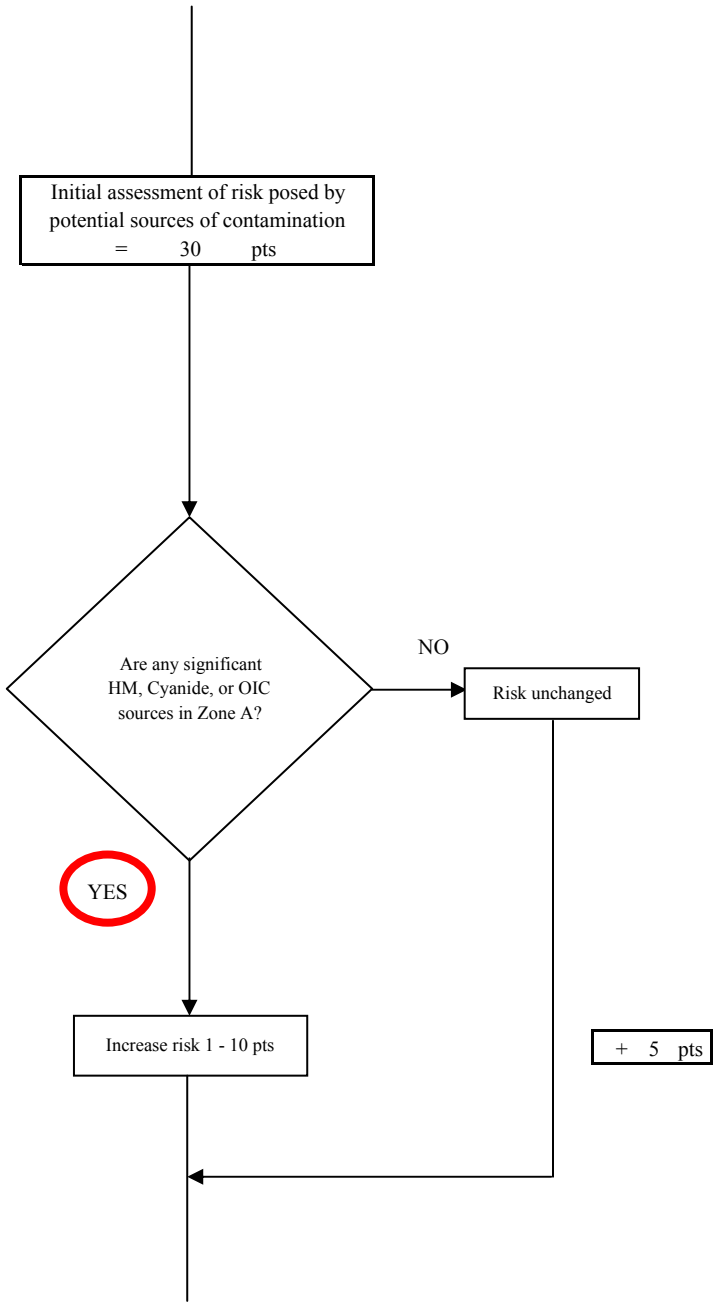 Initial assessment of risk posed by
potential sources of contamination
= 30 pts
Are any significant
HM, Cyanide, or OIC
sources in Zone A?
NO
Risk unchanged
YES
Increase risk 1 - 10 pts
+ 5 pts